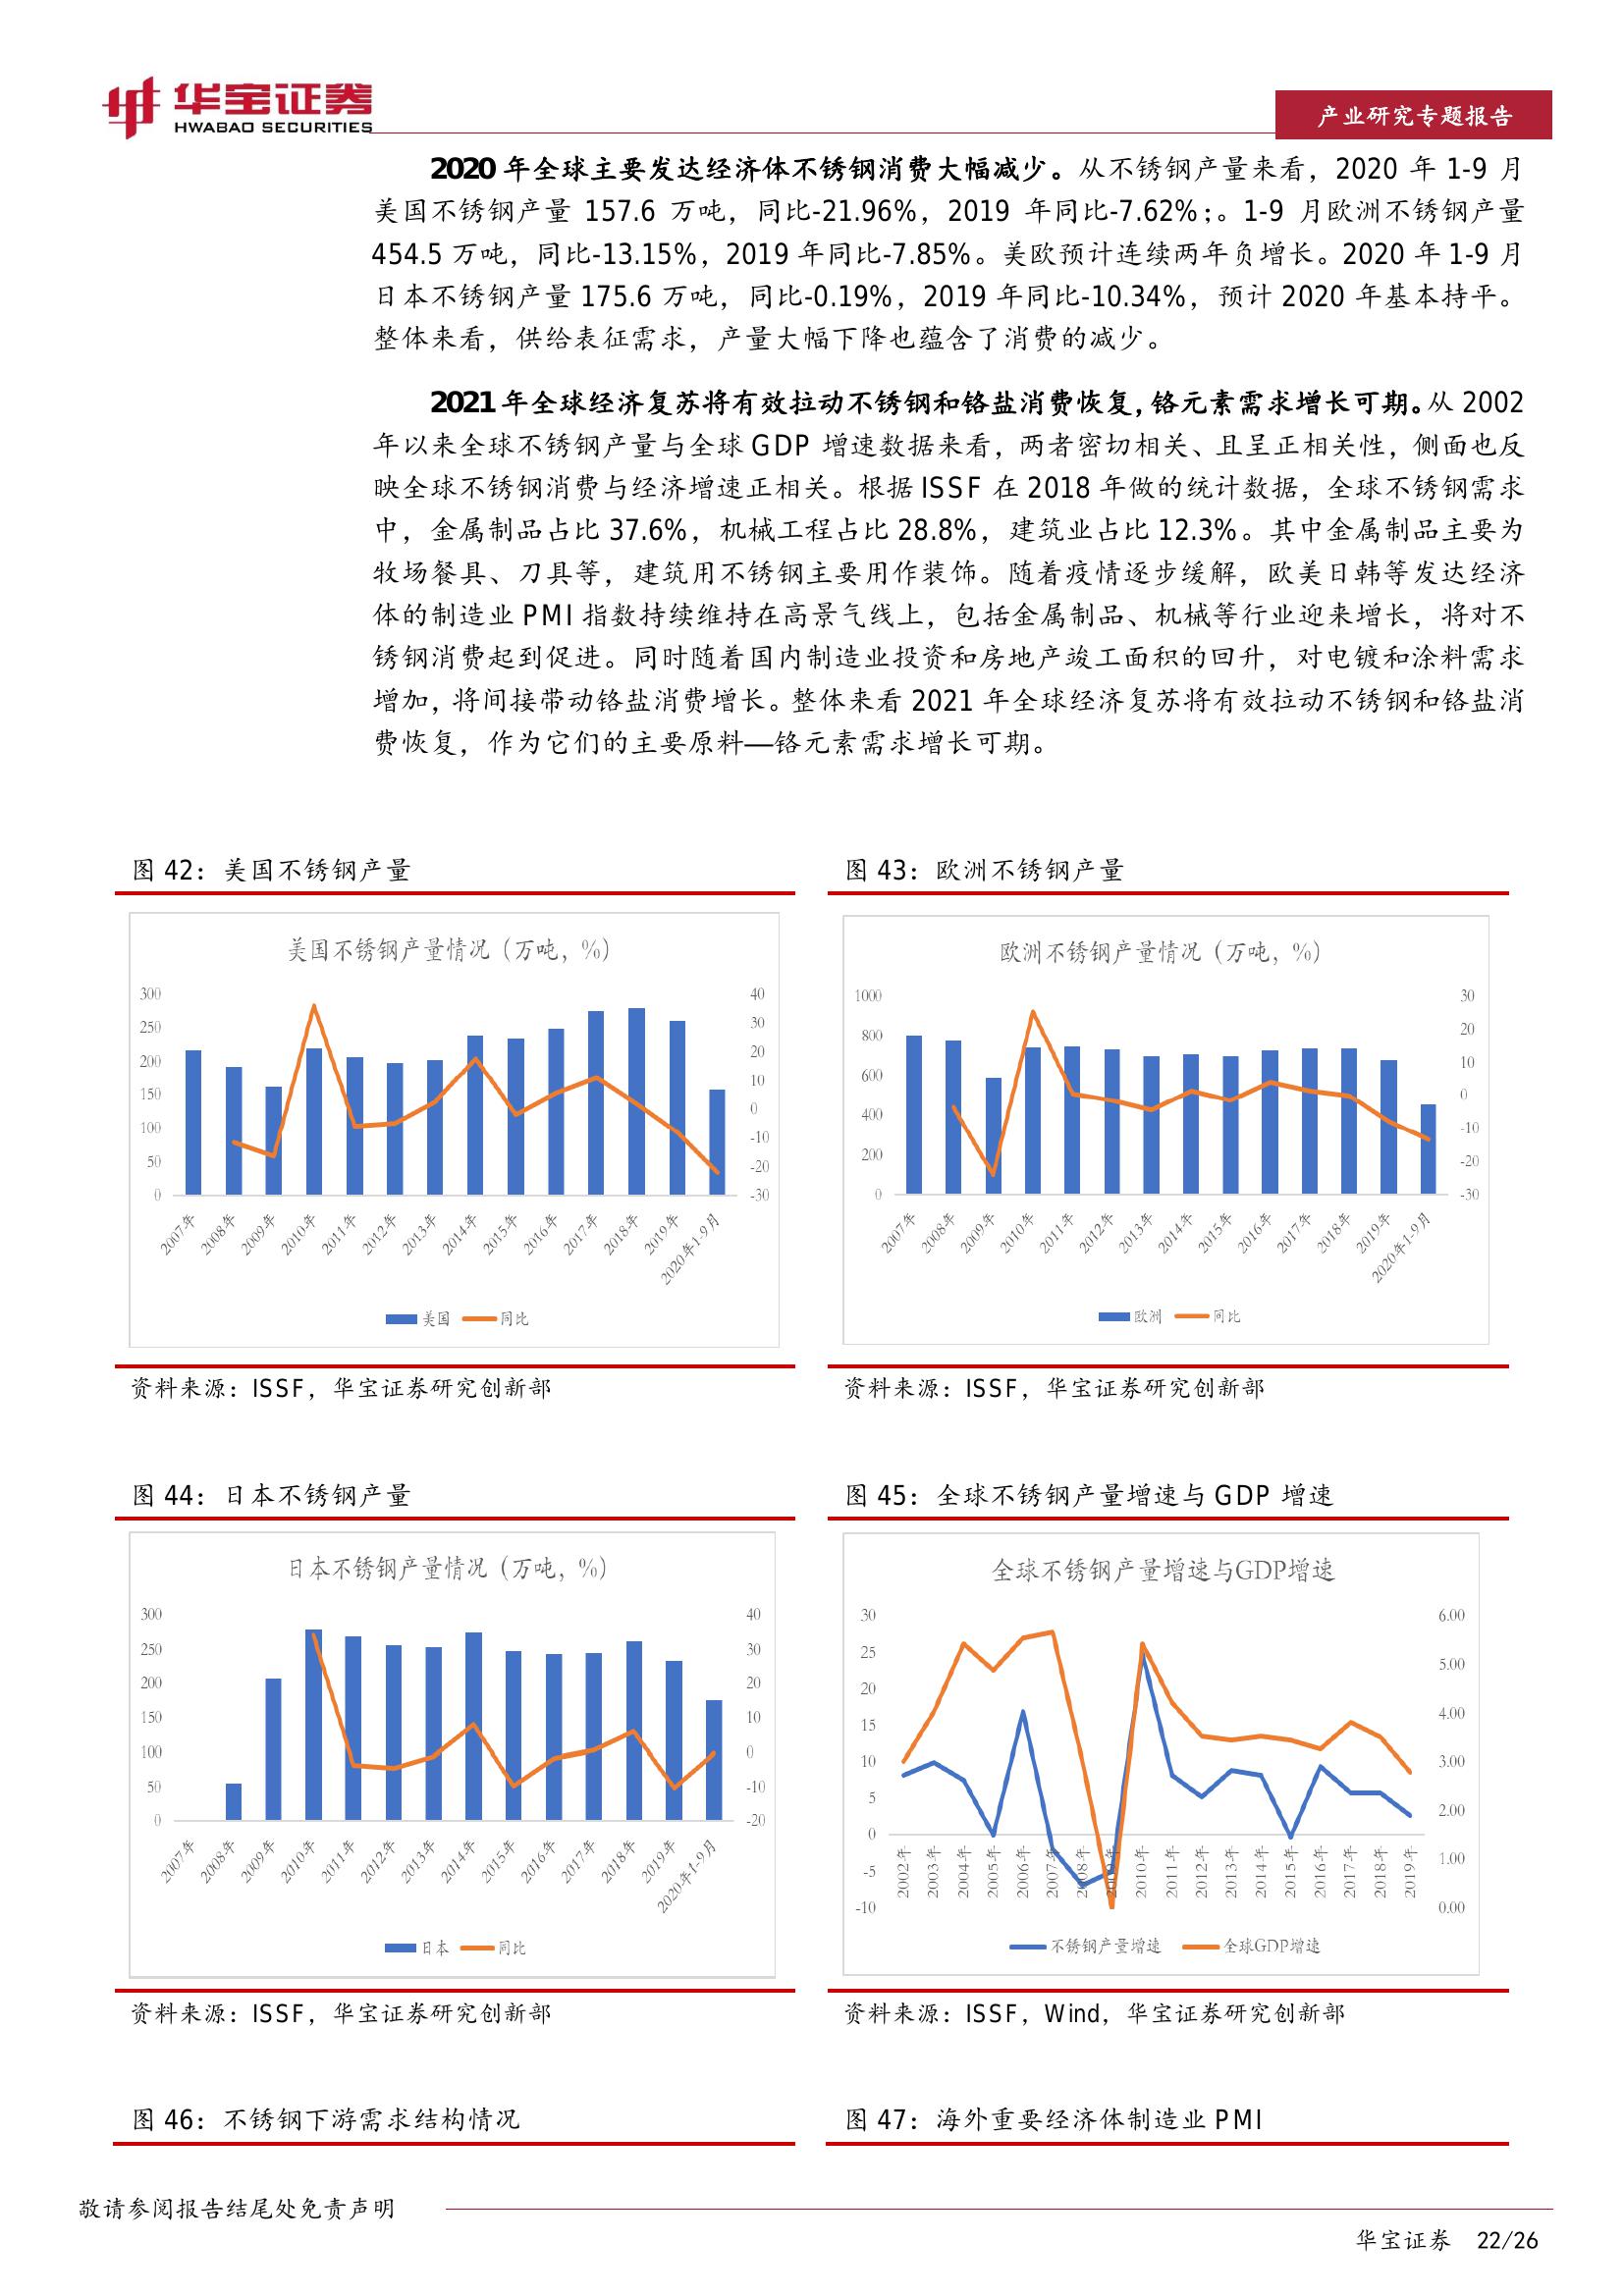 华宝证券
HWABAO SECURITIES
产业研究专题报告
2020 年全球主要发达经济体不锈钢消费大幅减少。从不锈钢产量来看，2020 年 1-9 月
美国不锈钢产量 157.6 万吨，同比-21.96%，2019 年同比-7.62%；。1-9 月欧洲不锈钢产量
454.5 万吨，同比-13.15%，2019 年同比-7.85%。美欧预计连续两年负增长。2020 年 1-9 月
日本不锈钢产量 175.6 万吨，同比-0.19%，2019 年同比-10.34%，预计 2020 年基本持平。
整体来看，供给表征需求，产量大幅下降也蕴含了消费的减少。
2021 年全球经济复苏将有效拉动不锈钢和铬盐消费恢复，铬元素需求增长可期。从 2002
年以来全球不锈钢产量与全球 GDP 增速数据来看，两者密切相关、且呈正相关性，侧面也反
映全球不锈钢消费与经济增速正相关。根据 ISSF 在 2018 年做的统计数据，全球不锈钢需求
中，金属制品占比 37.6%，机械工程占比 28.8%，建筑业占比 12.3%。其中金属制品主要为
牧场餐具、刀具等，建筑用不锈钢主要用作装饰。随着疫情逐步缓解，欧美日韩等发达经济
体的制造业 PMI 指数持续维持在高景气线上，包括金属制品、机械等行业迎来增长，将对不
锈钢消费起到促进。同时随着国内制造业投资和房地产竣工面积的回升，对电镀和涂料需求
增加，将间接带动铬盐消费增长。整体来看 2021 年全球经济复苏将有效拉动不锈钢和铬盐消
费恢复，作为它们的主要原料—铬元素需求增长可期。
图 42：美国不锈钢产量
美国不锈钢产量情况（万吨，%）
300
250
200
150
100
50
0
40
30
20
10
0
-10
-20
-30
2007年
2008年
2009年
2010年
2011年
2012年
2013年
2014年
2015年
2016年
2017年
2018年
2019年
2020年1-9月
美国
同比
资料来源：ISSF，华宝证券研究创新部
图 43：欧洲不锈钢产量
欧洲不锈钢产量情况（万吨，%）
1000
800
600
400
200
0
30
20
10
0
-10
-20
-30
2007年
2008年
2009年
2010年
2011年
2012年
2013年
2014年
2015年
2016年
2017年
2018年
2019年
2020年1-9月
欧洲
同比
资料来源：ISSF，华宝证券研究创新部
图 44：日本不锈钢产量
日本不锈钢产量情况（万吨，%）
300
250
200
150
100
50
0
40
30
20
10
0
-10
-20
2007年
2008年
2009年
2010年
2011年
2012年
2013年
2014年
2015年
2016年
2017年
2018年
2019年
2020年1-9月
日本
同比
资料来源：ISSF，华宝证券研究创新部
图 45：全球不锈钢产量增速与 GDP 增速
全球不锈钢产量增速与GDP增速
30
25
20
15
10
5
0
-5
-10
6.00
5.00
4.00
3.00
2.00
1.00
0.00
2002年
2003年
2004年
2005年
2006年
2007年
2008年
2009年
2010年
2011年
2012年
2013年
2014年
2015年
2016年
2017年
2018年
2019年
不锈钢产量增速
全球GDP增速
资料来源：ISSF，Wind，华宝证券研究创新部
图 46：不锈钢下游需求结构情况
图 47：海外重要经济体制造业 PMI
敬请参阅报告结尾处免责声明
华宝证券 22/26